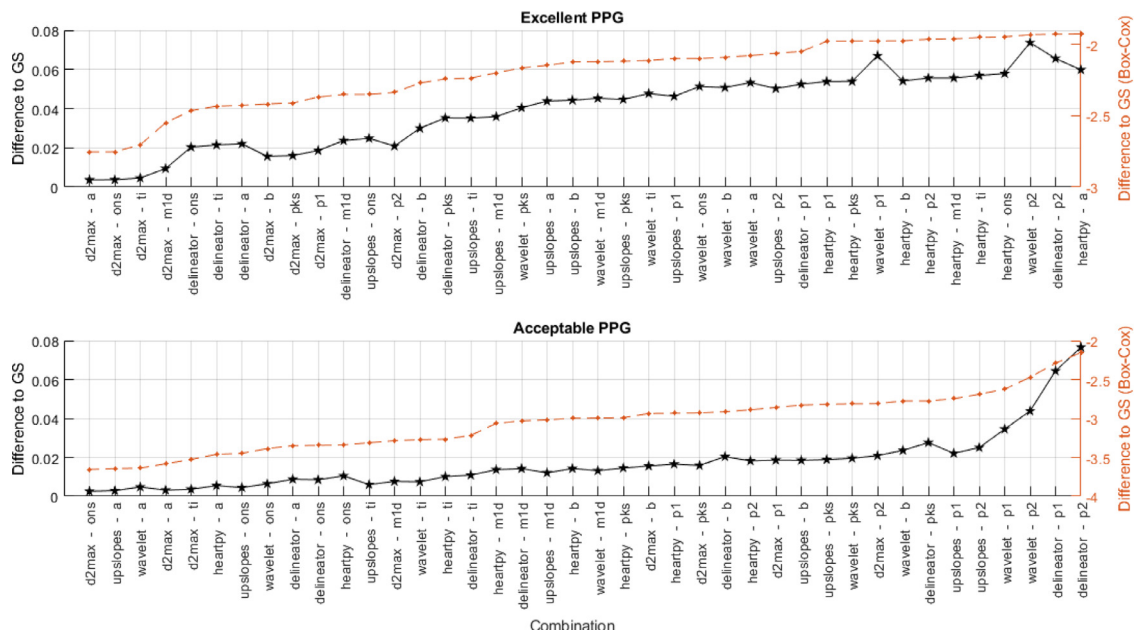 Excellent PPG
Difference to GS
0.08
0.06
0.04
0.02
0
-2
-2.5
-3
Difference to GS (Box-Cox)
d2max - a
d2max - ons
d2max - ti
d2max - m1d
delineator - ons
delineator - ti
delineator - a
d2max - b
d2max - pks
d2max - p1
delineator - m1d
upslopes - ons
d2max - p2
delineator - b
delineator - pks
upslopes - ti
upslopes - m1d
wavelet - pks
upslopes - a
upslopes - b
wavelet - m1d
upslopes - pks
wavelet - ti
upslopes - p1
wavelet - ons
wavelet - b
wavelet - a
upslopes - p2
delineator - p1
heartpy - p1
heartpy - pks
wavelet - p1
heartpy - b
heartpy - p2
heartpy - m1d
heartpy - ti
heartpy - ons
wavelet - p2
delineator - p2
heartpy - a
Acceptable PPG
Difference to GS
0.08
0.06
0.04
0.02
0
-2
-2.5
-3
-3.5
-4
Difference to GS (Box-Cox)
d2max - ons
upslopes - a
wavelet - a
d2max - a
d2max - ti
heartpy - a
upslopes - ons
wavelet - ons
delineator - a
delineator - ons
heartpy - ons
upslopes - ti
d2max - m1d
wavelet - ti
heartpy - ti
delineator - ti
heartpy - m1d
delineator - m1d
upslopes - m1d
heartpy - b
wavelet - m1d
heartpy - pks
d2max - b
heartpy - p1
d2max - pks
delineator - b
heartpy - p2
d2max - p1
upslopes - b
upslopes - pks
wavelet - pks
d2max - p2
wavelet - b
delineator - pks
upslopes - p1
upslopes - p2
wavelet - p1
wavelet - p2
delineator - p1
delineator - p2
Combination